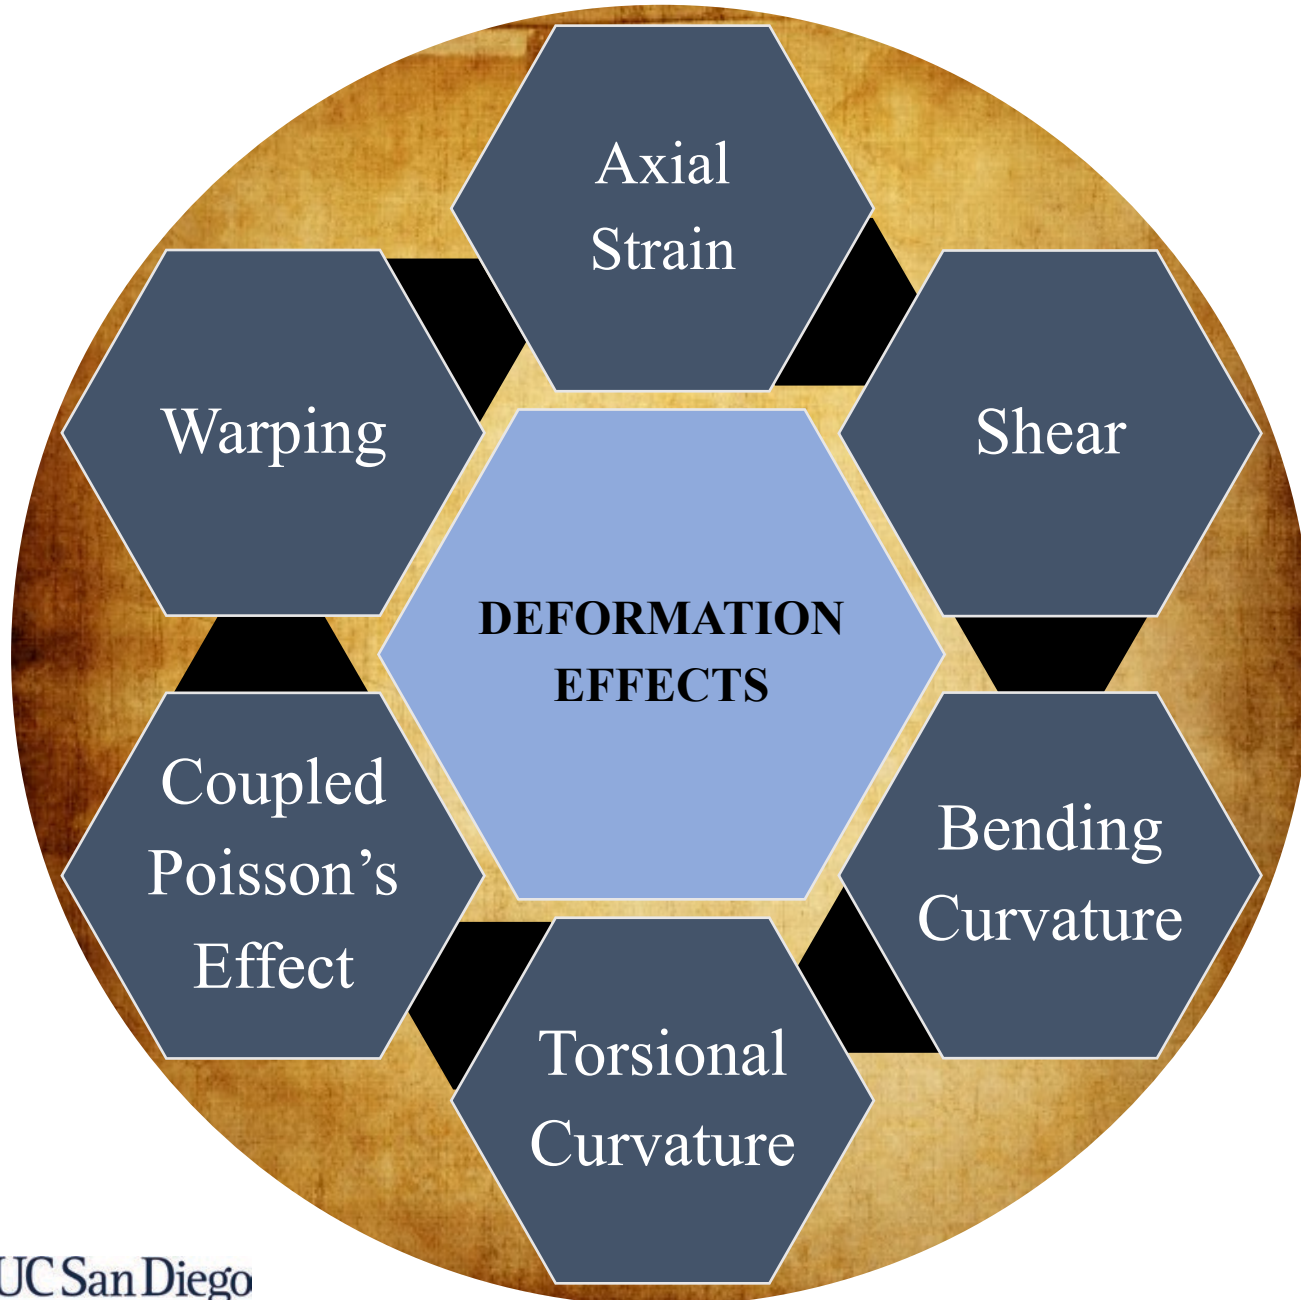 Axial
Strain
Shear
Bending
Curvature
Torsional
Curvature
Coupled
Poisson’s
Effect
Warping
DEFORMATION
EFFECTS
UC San Diego